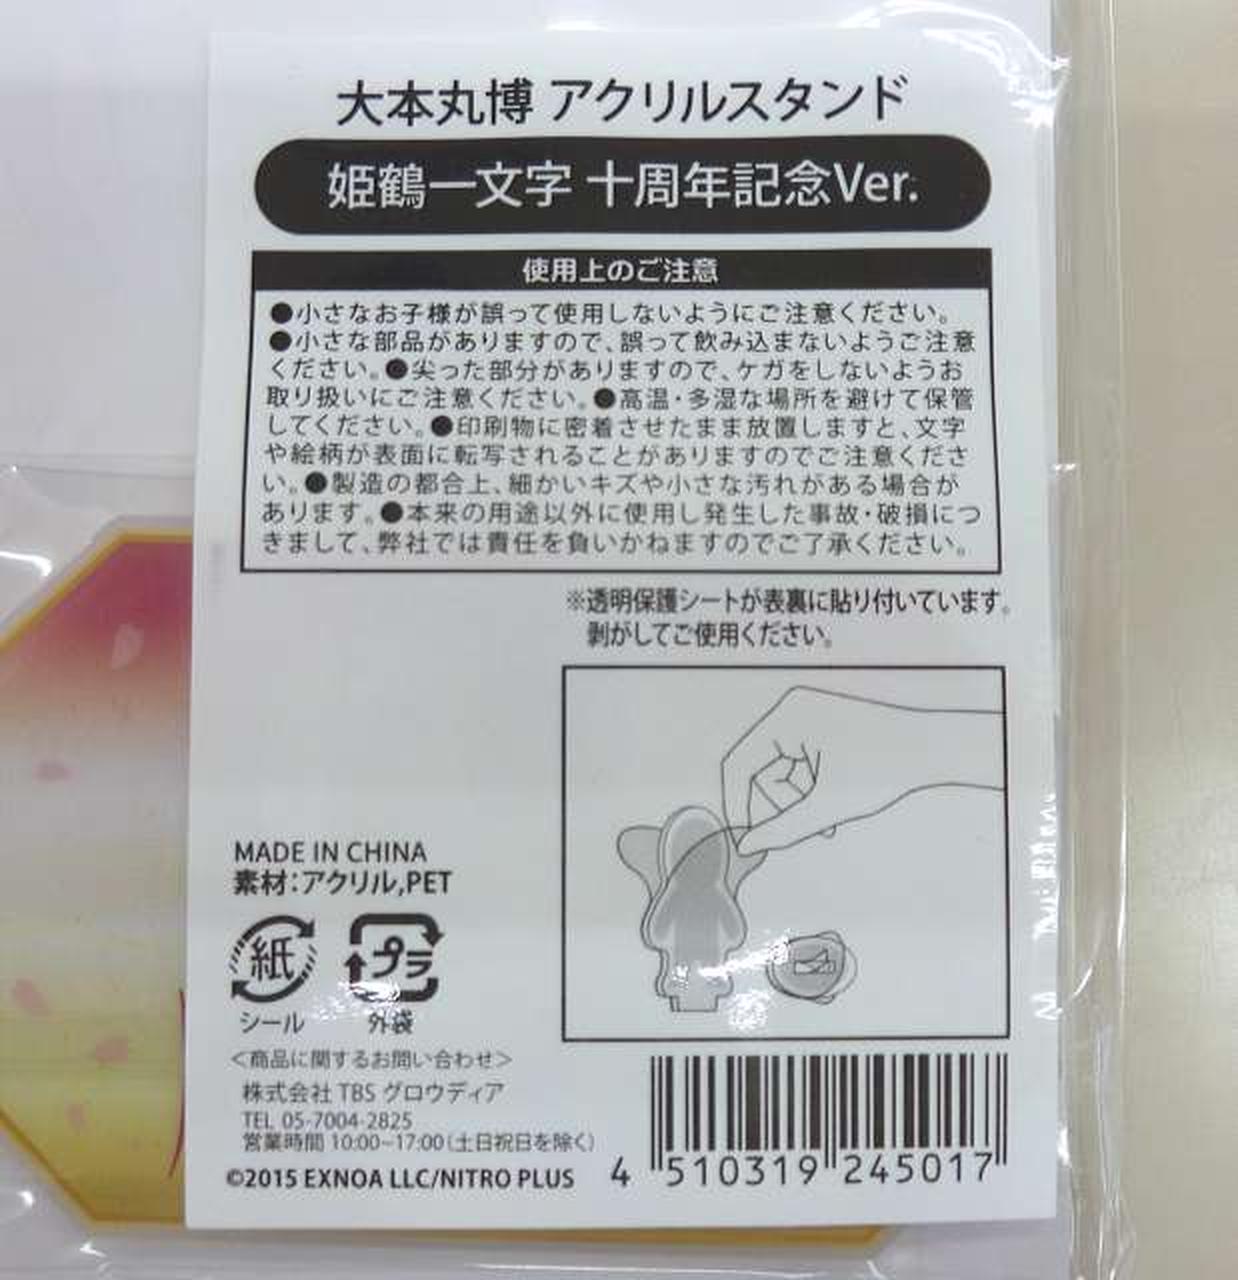 大本丸博 アクリルスタンド
姫鶴一文字 十周年記念Ver.
使用上のご注意
●小さなお子様が誤って使用しないようにご注意ください。
●小さな部品がありますので、誤って飲み込まないようご注意
ください。●尖った部分がありますので、ケガをしないようお
取り扱いにご注意ください。●高温・多湿な場所を避けて保管
してください。●印刷物に密着させたまま放置しますと、文字
や絵柄が表面に転写されることがありますのでご注意くださ
い。●製造の都合上、細かいキズや小さな汚れがある場合が
あります。●本来の用途以外に使用し発生した事故・破損につ
きまして、弊社では責任を負いかねますのでご了承ください。
※透明保護シートが表裏に貼り付いています。
剥がしてご使用ください。
MADE IN CHINA
素材：アクリル,PET
紙 プラ
シール 外袋
＜商品に関するお問い合わせ＞
株式会社 TBS グロウディア
TEL 05-7004-2825
営業時間 10:00~17:00（土日祝日を除く）
©2015 EXNOA LLC/NITRO PLUS
4 510319 245017